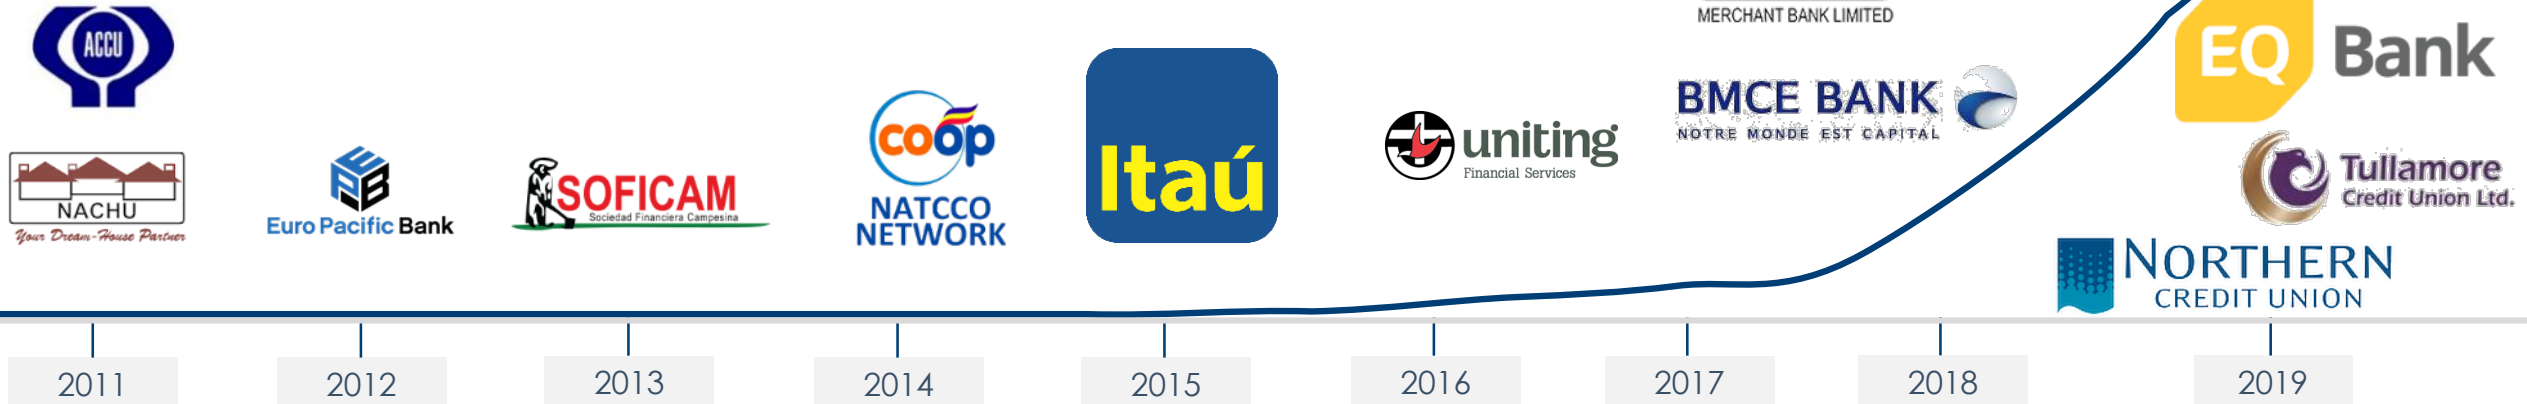 ACCU
NACHU
Your Dream-House Partner
EPB
Euro Pacific Bank
SOFICAM
Sociedad Financiera Campesina
coop
NATCCO
NETWORK
Itaú
uniting
Financial Services
MERCHANT BANK LIMITED
BMCE BANK
NOTRE MONDE EST CAPITAL
EQ Bank
Tullamore
Credit Union Ltd.
NORTHERN
CREDIT UNION
2011
2012
2013
2014
2015
2016
2017
2018
2019